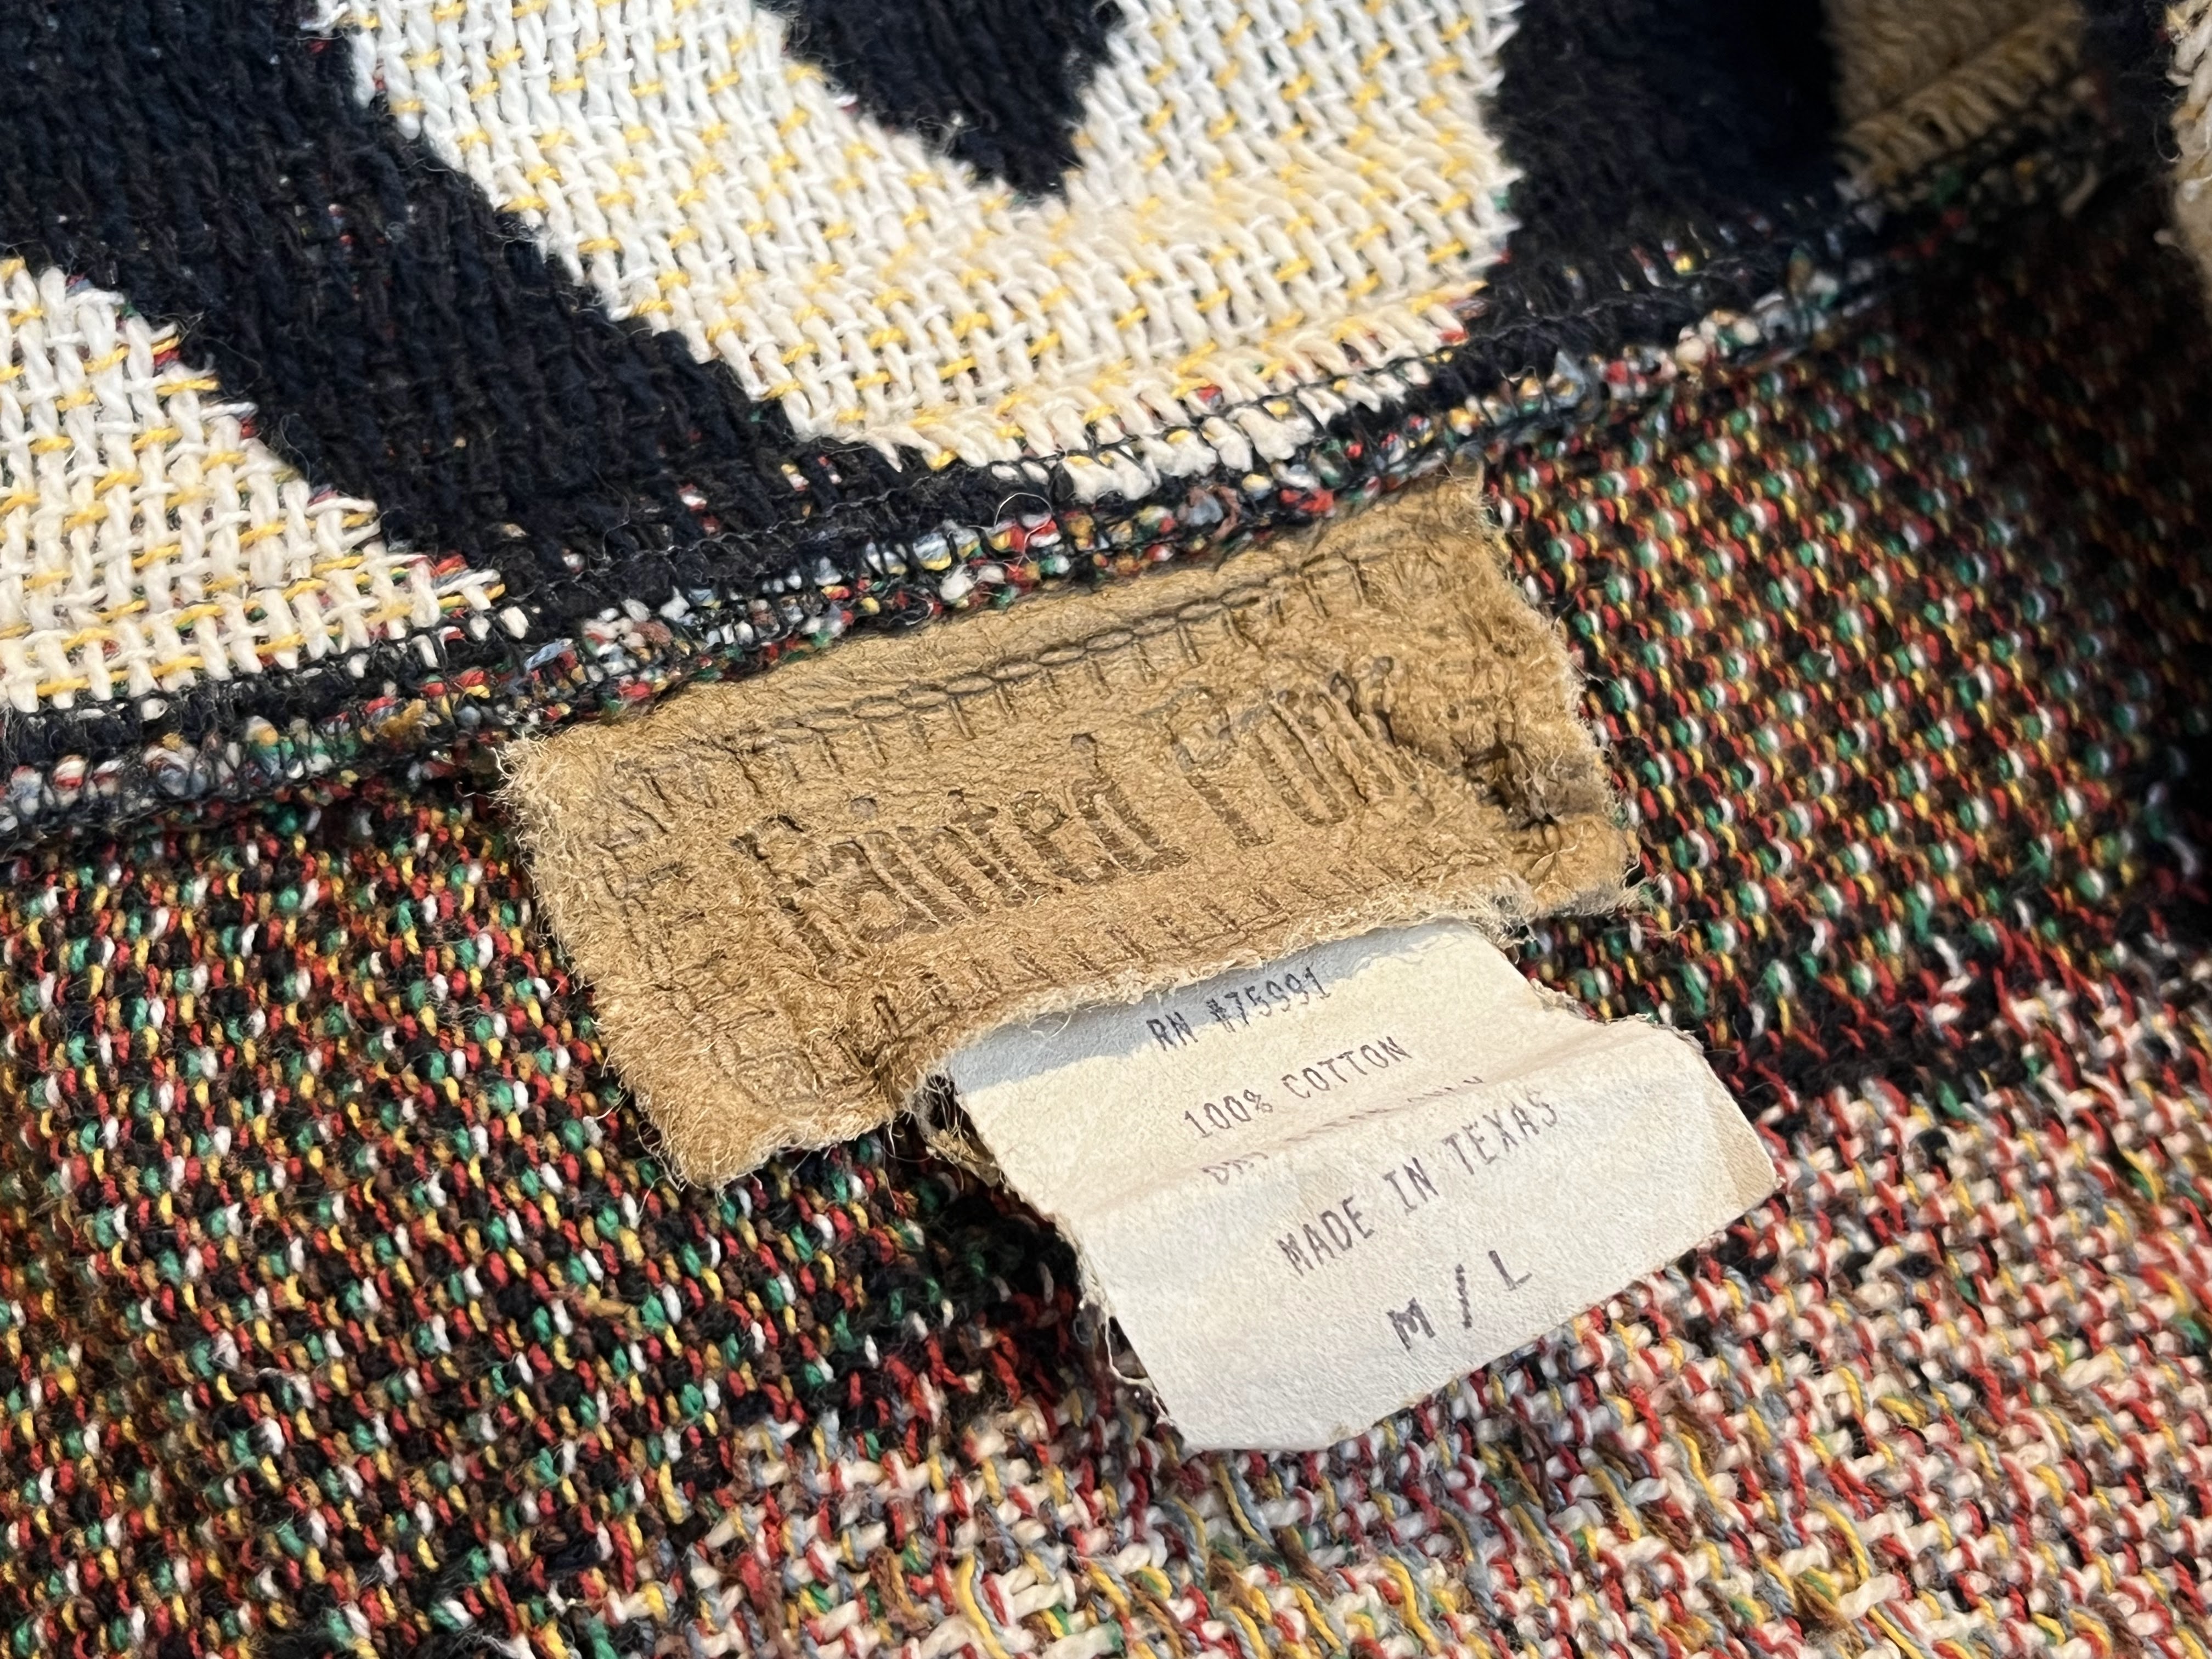 Painted Pony
RN #75991
100% COTTON
MADE IN TEXAS
M/L